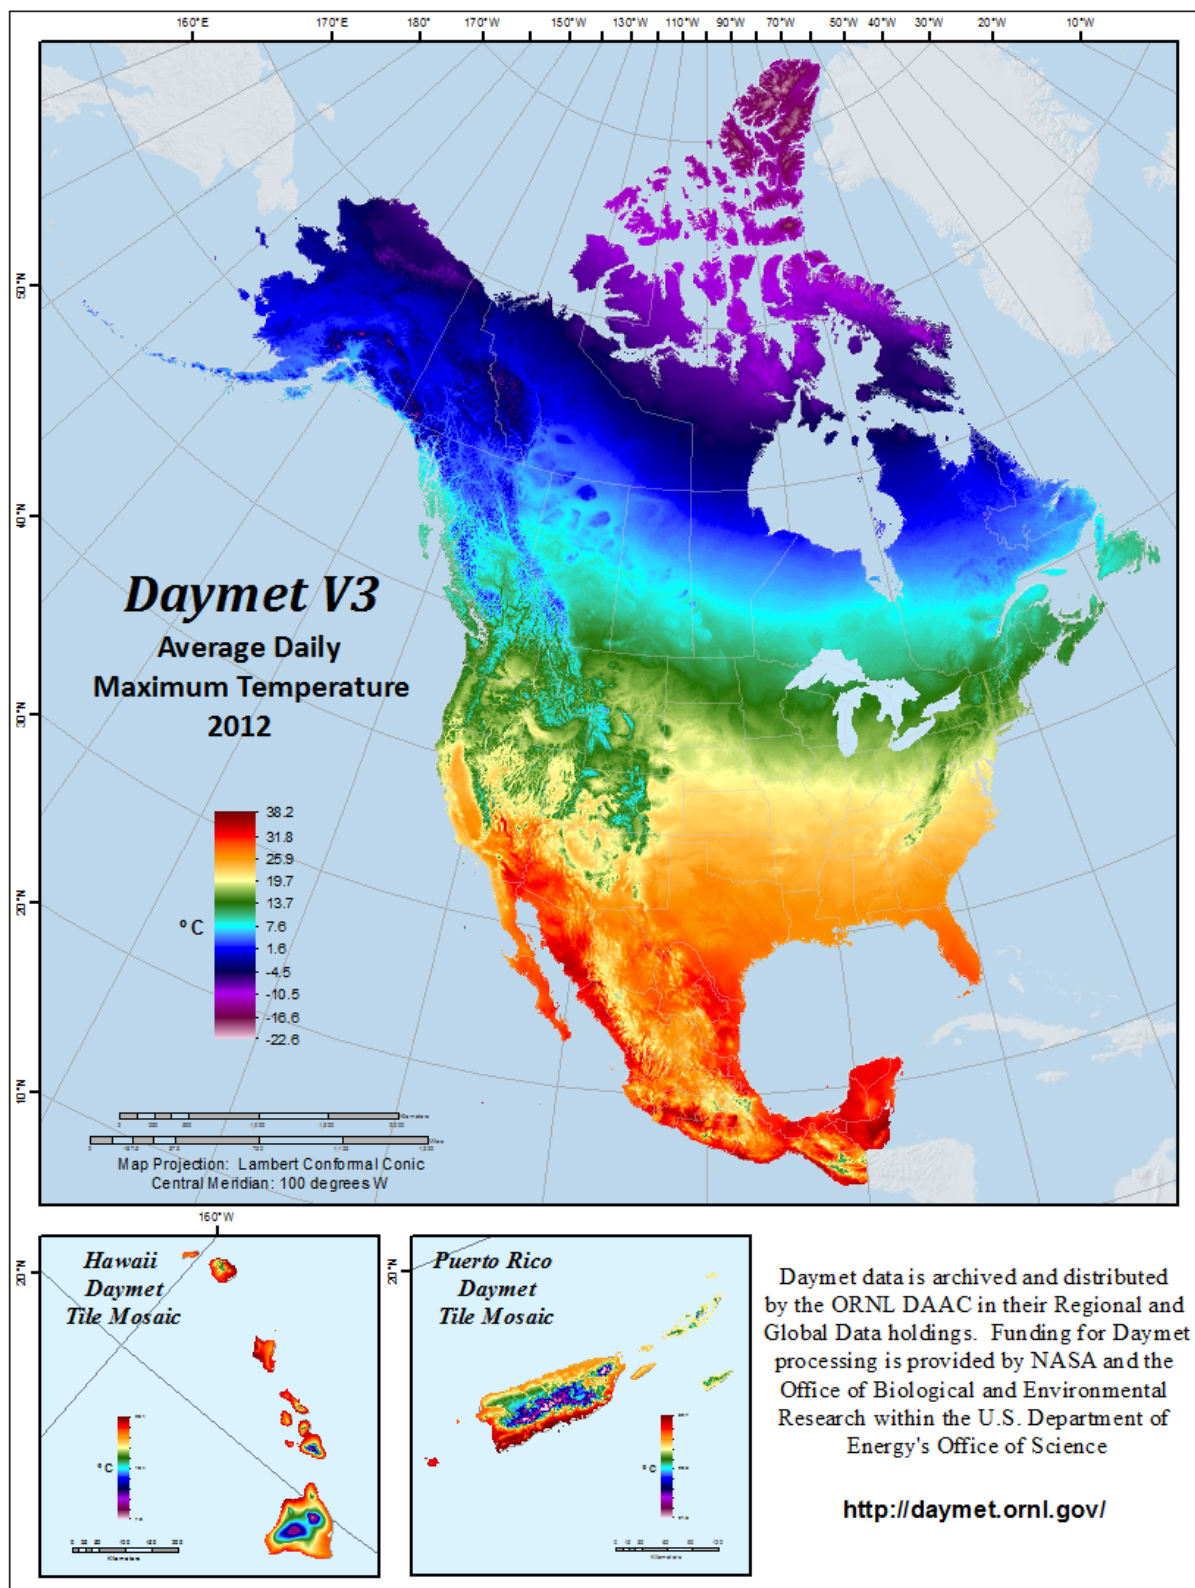 160°E 170°E 180° 170°W 150°W 130°W 110°W 90°W 70°W 50°W 40°W 30°W 20°W 10°W
50°N
40°N
30°N
20°N
10°N
Daymet V3
Average Daily
Maximum Temperature
2012
38.2
31.8
25.9
19.7
13.7
°C
7.6
1.6
-4.5
-10.5
-16.6
-22.6
Map Projection: Lambert Conformal Conic
Central Meridian: 100 degrees W
160°W
20°N
Hawaii
Daymet
Tile Mosaic
°C
Kilometers
20°N
Puerto Rico
Daymet
Tile Mosaic
°C
Kilometers
Daymet data is archived and distributed
by the ORNL DAAC in their Regional and
Global Data holdings. Funding for Daymet
processing is provided by NASA and the
Office of Biological and Environmental
Research within the U.S. Department of
Energy's Office of Science
http://daymet.ornl.gov/